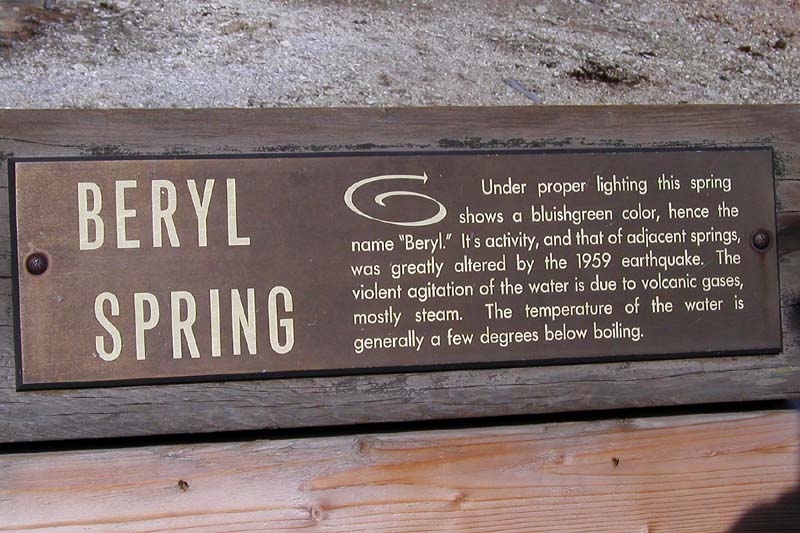 BERYL
SPRING
Under proper lighting this spring
shows a bluishgreen color, hence the
name "Beryl." It's activity, and that of adjacent springs,
was greatly altered by the 1959 earthquake. The
violent agitation of the water is due to volcanic gases,
mostly steam. The temperature of the water is
generally a few degrees below boiling.